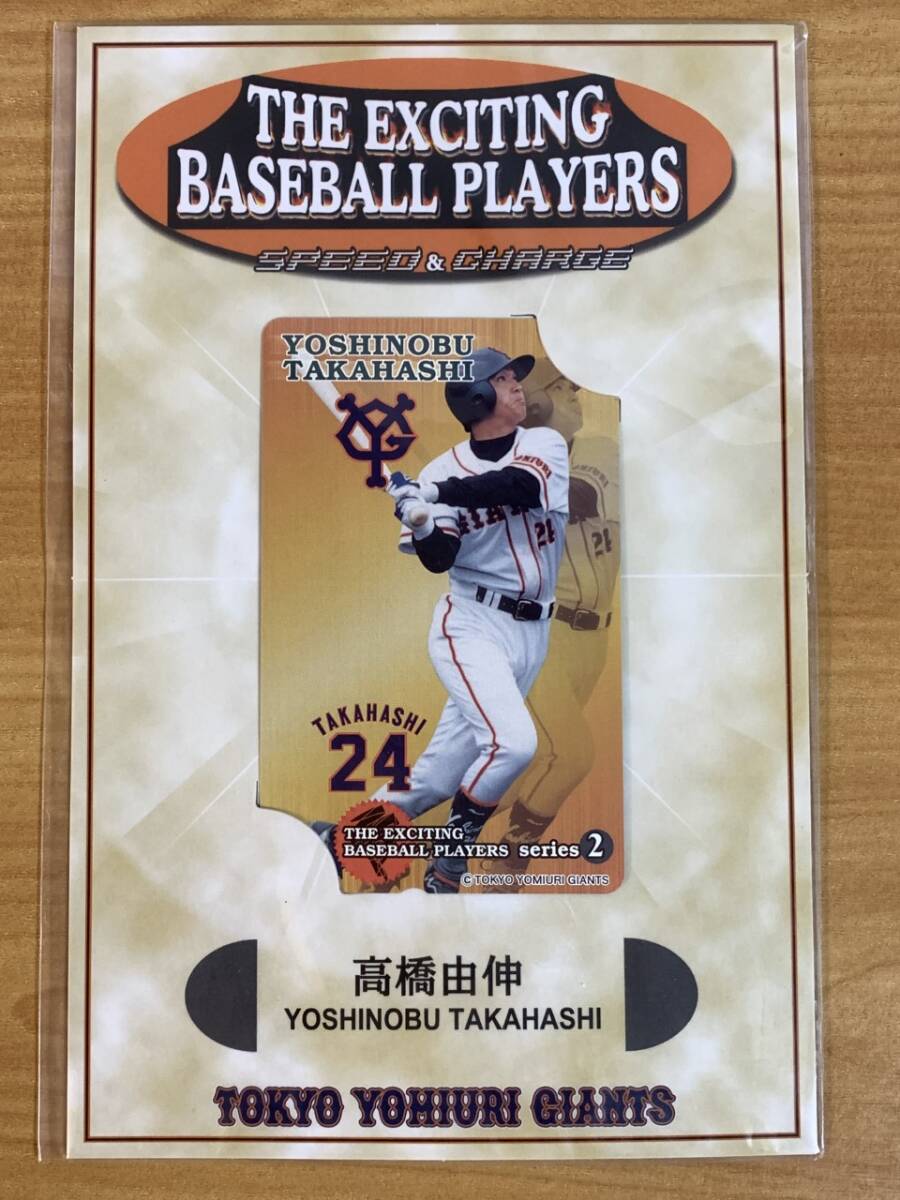 THE EXCITING
BASEBALL PLAYERS
SPEED & CHARGE
YOSHINOBU
TAKAHASHI
YG
TAKAHASHI
24
THE EXCITING
BASEBALL PLAYERS series 2
© TOKYO YOMIURI GIANTS
高橋由伸
YOSHINOBU TAKAHASHI
TOKYO YOMIURI GIANTS